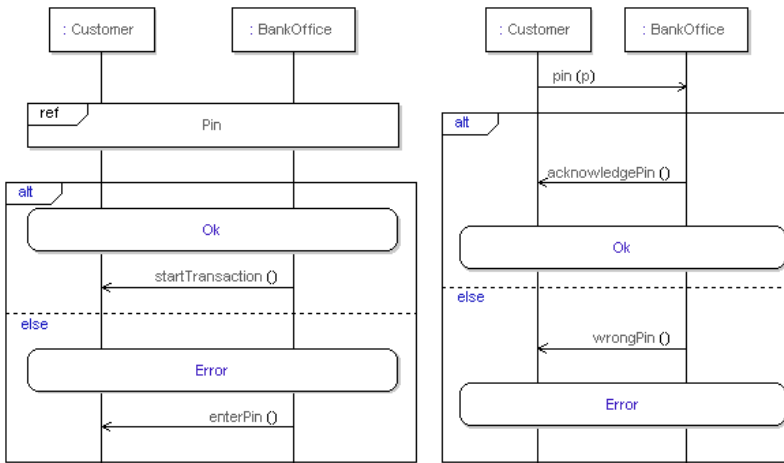 : Customer
: BankOffice
ref
Pin
alt
Ok
startTransaction ()
else
Error
enterPin ()
: Customer
: BankOffice
pin (p)
alt
acknowledgePin ()
Ok
else
wrongPin ()
Error